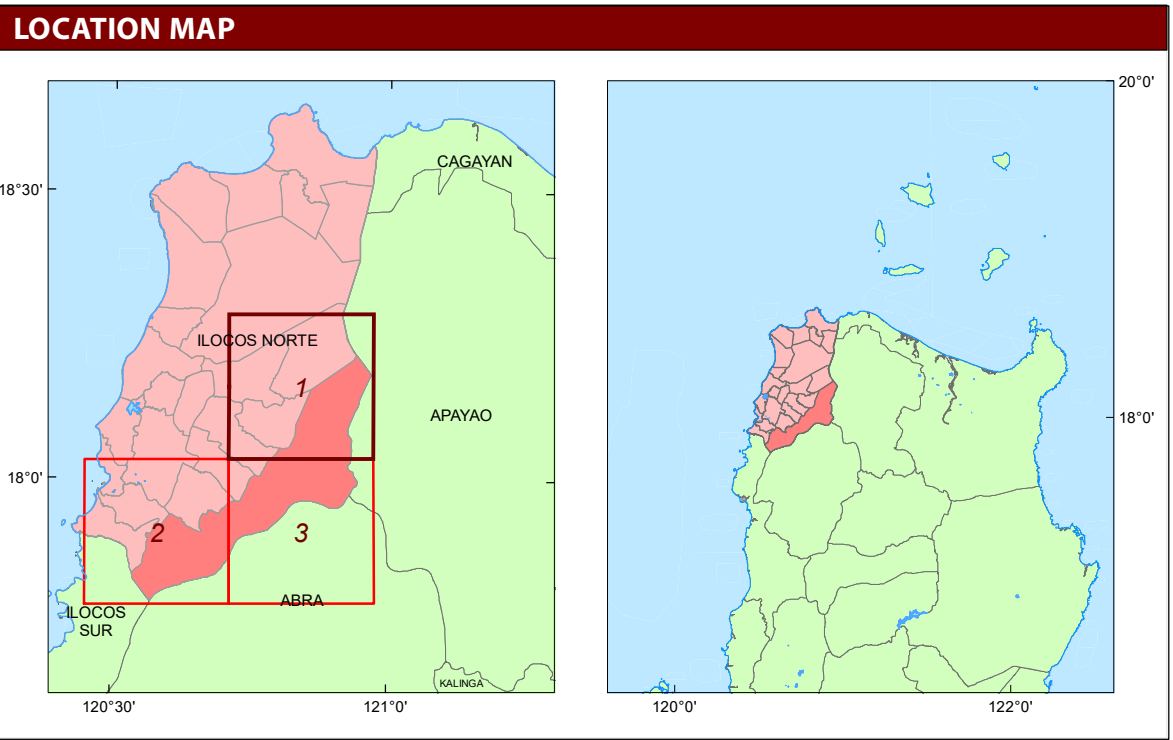 LOCATION MAP
CAGAYAN
18°30'
ILOCOS NORTE
1
APAYAO
18°0'
2
3
ABRA
ILOCOS
SUR
KALINGA
120°30'
121°0'
20°0'
18°0'
120°0'
122°0'